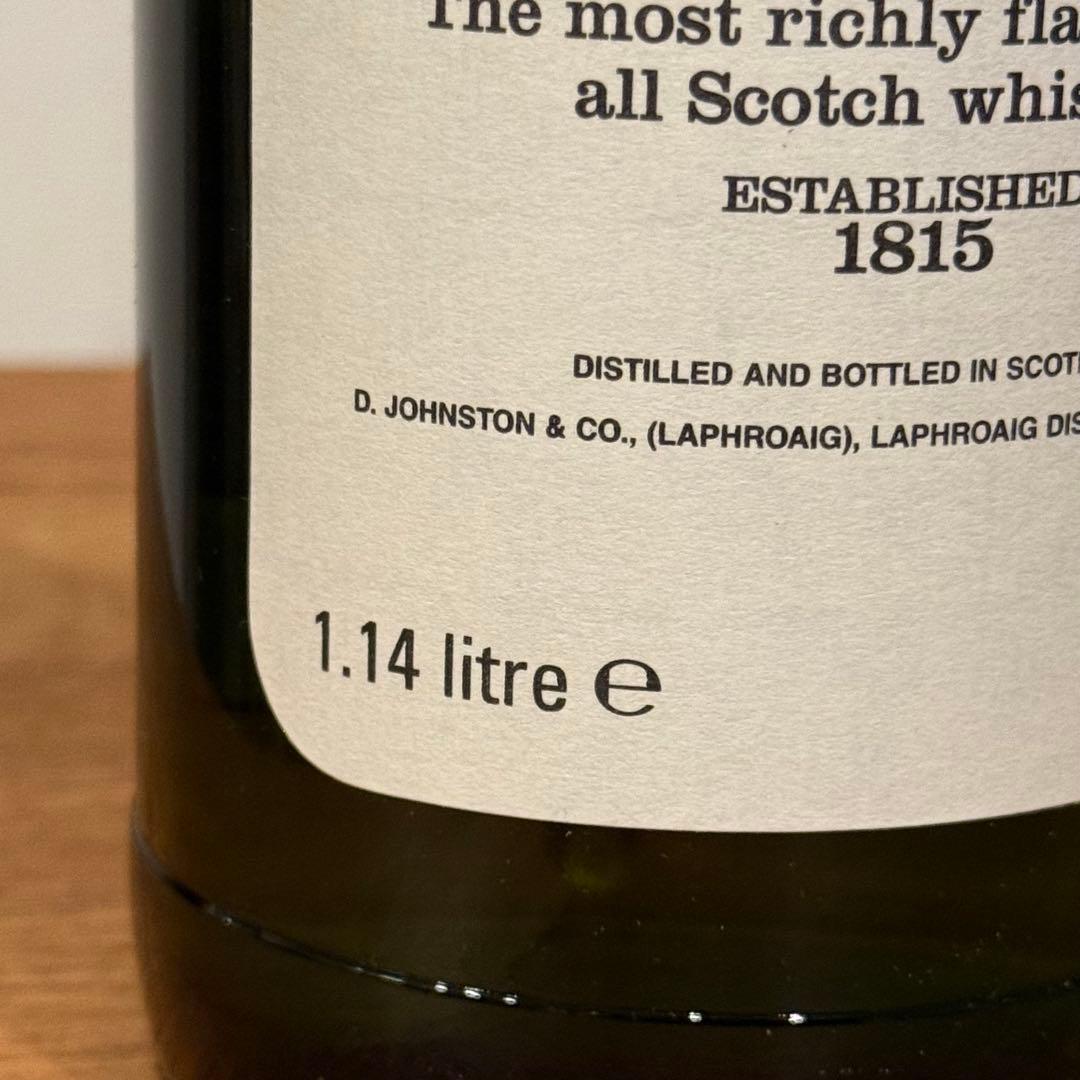 The most richly fla
all Scotch whis
ESTABLISHED
1815
DISTILLED AND BOTTLED IN SCOT
D. JOHNSTON & CO., (LAPHROAIG), LAPHROAIG DIS
1.14 litre ℮